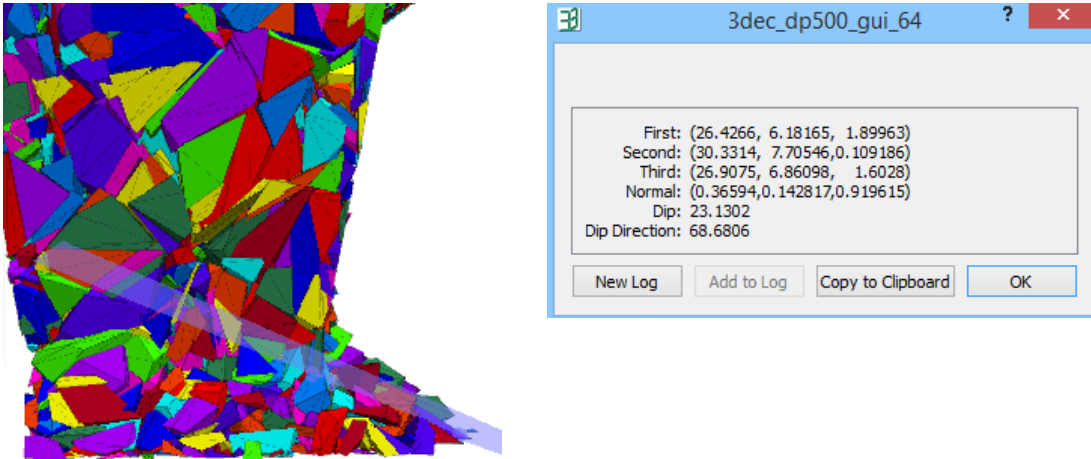 3dec_dp500_gui_64
?
First: (26.4266, 6.18165, 1.89963)
Second: (30.3314, 7.70546,0.109186)
Third: (26.9075, 6.86098, 1.6028)
Normal: (0.36594,0.142817,0.919615)
Dip: 23.1302
Dip Direction: 68.6806
New Log Add to Log Copy to Clipboard OK